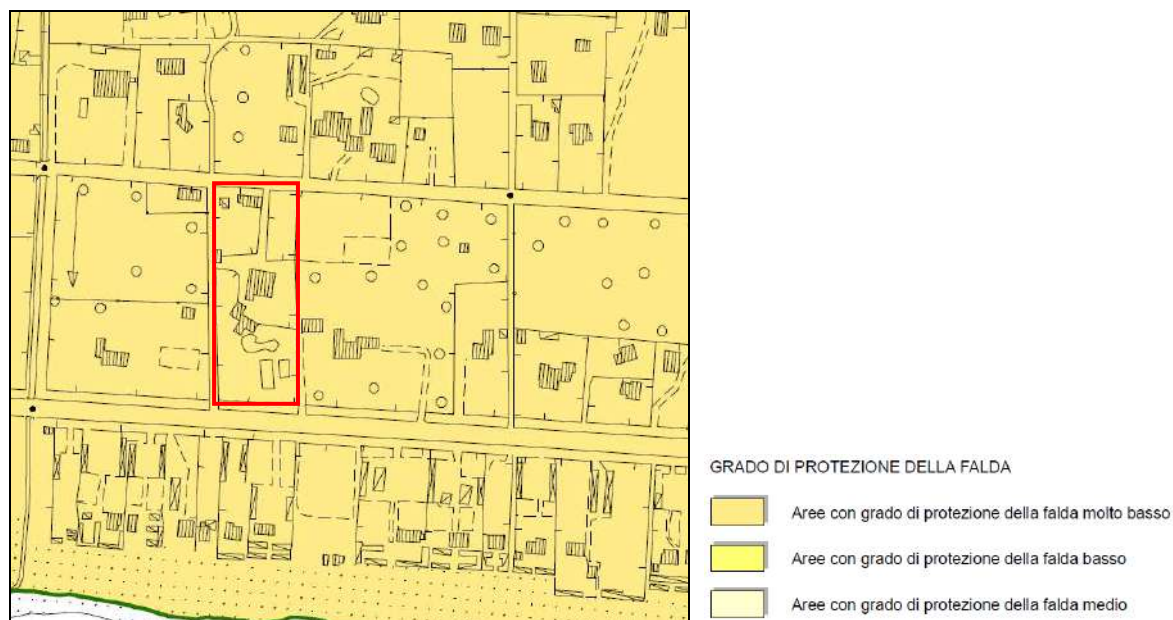 GRADO DI PROTEZIONE DELLA FALDA
Aree con grado di protezione della falda molto basso
Aree con grado di protezione della falda basso
Aree con grado di protezione della falda medio